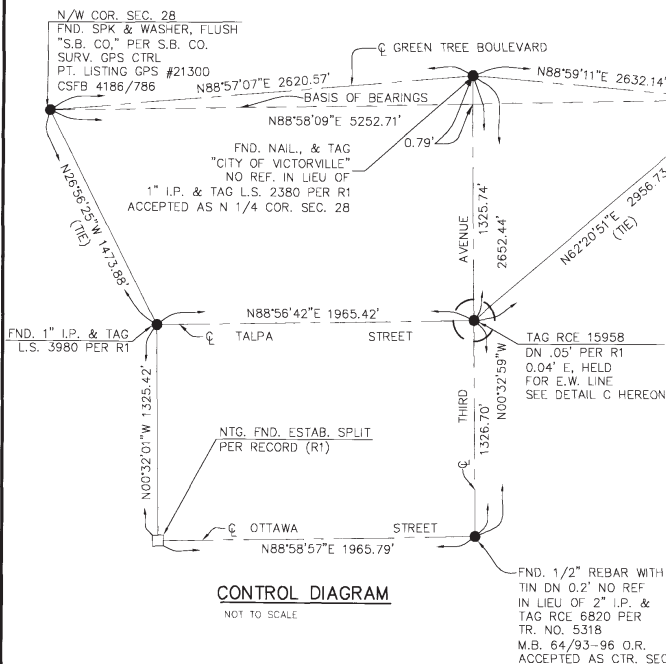 N/W COR. SEC. 28
FND. SPK & WASHER, FLUSH
"S.B. CO," PER S.B. CO.
SURV. GPS CTRL
PT. LISTING GPS #21300
CSFB 4186/786
℄ GREEN TREE BOULEVARD
N88°57'07"E 2620.57'
N88°59'11"E 2632.14'
BASIS OF BEARINGS
N88°58'09"E 5252.71'
0.79'
FND. NAIL., & TAG
"CITY OF VICTORVILLE"
NO REF. IN LIEU OF
1" I.P. & TAG L.S. 2380 PER R1
ACCEPTED AS N 1/4 COR. SEC. 28
N26°56'25"W 1473.88'
(TIE)
AVENUE
1325.74'
2652.44'
N62°20'51"E 2956.73
(TIE)
N88°56'42"E 1965.42'
℄ TALPA STREET
FND. 1" I.P. & TAG
L.S. 3980 PER R1
TAG RCE 15958
DN .05' PER R1
0.04' E, HELD
FOR E.W. LINE
SEE DETAIL C HEREON
N00°32'01"W 1325.42'
NTG. FND. ESTAB. SPLIT
PER RECORD (R1)
℄ THIRD
1326.70'
N00°32'59"W
℄ OTTAWA STREET
N88°58'57"E 1965.79'
CONTROL DIAGRAM
NOT TO SCALE
FND. 1/2" REBAR WITH
TIN DN 0.2' NO REF
IN LIEU OF 2" I.P. &
TAG RCE 6820 PER
TR. NO. 5318
M.B. 64/93-96 O.R.
ACCEPTED AS CTR. SEC